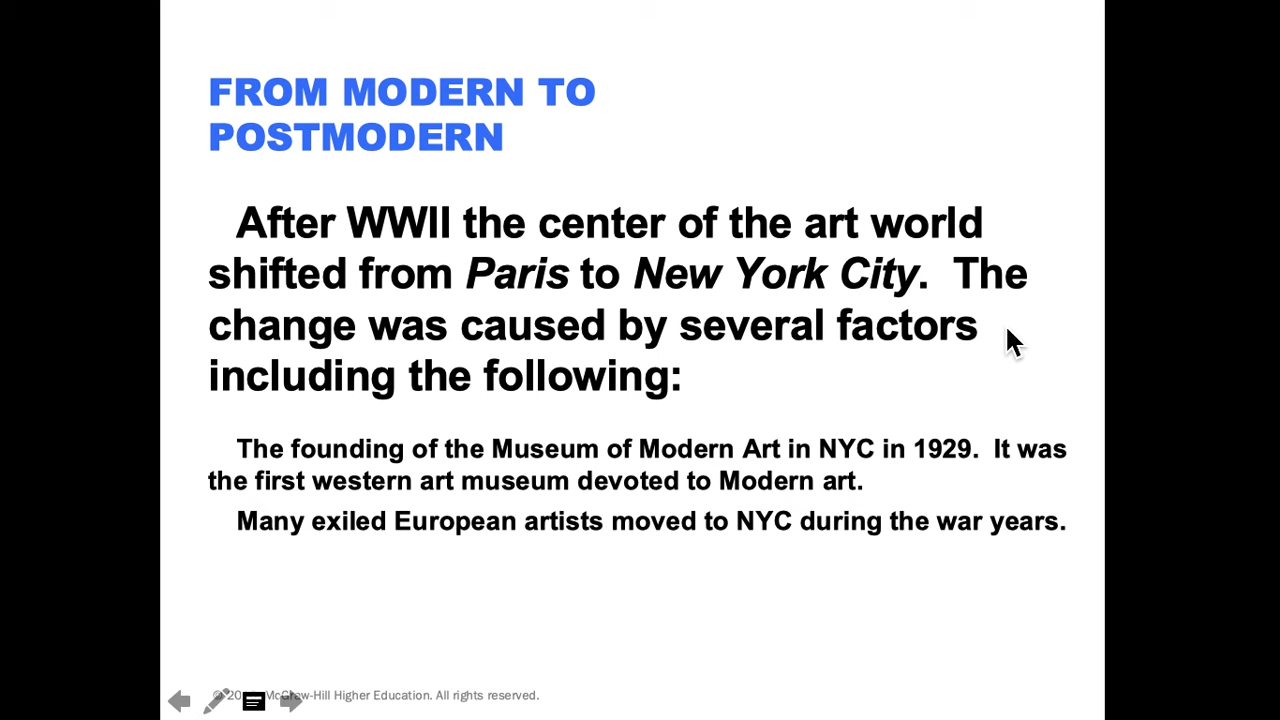 FROM MODERN TO
POSTMODERN
After WWII the center of the art world
shifted from Paris to New York City.  The
change was caused by several factors
including the following:
The founding of the Museum of Modern Art in NYC in 1929.  It was
the first western art museum devoted to Modern art.
Many exiled European artists moved to NYC during the war years.
© McGraw-Hill Higher Education. All rights reserved.